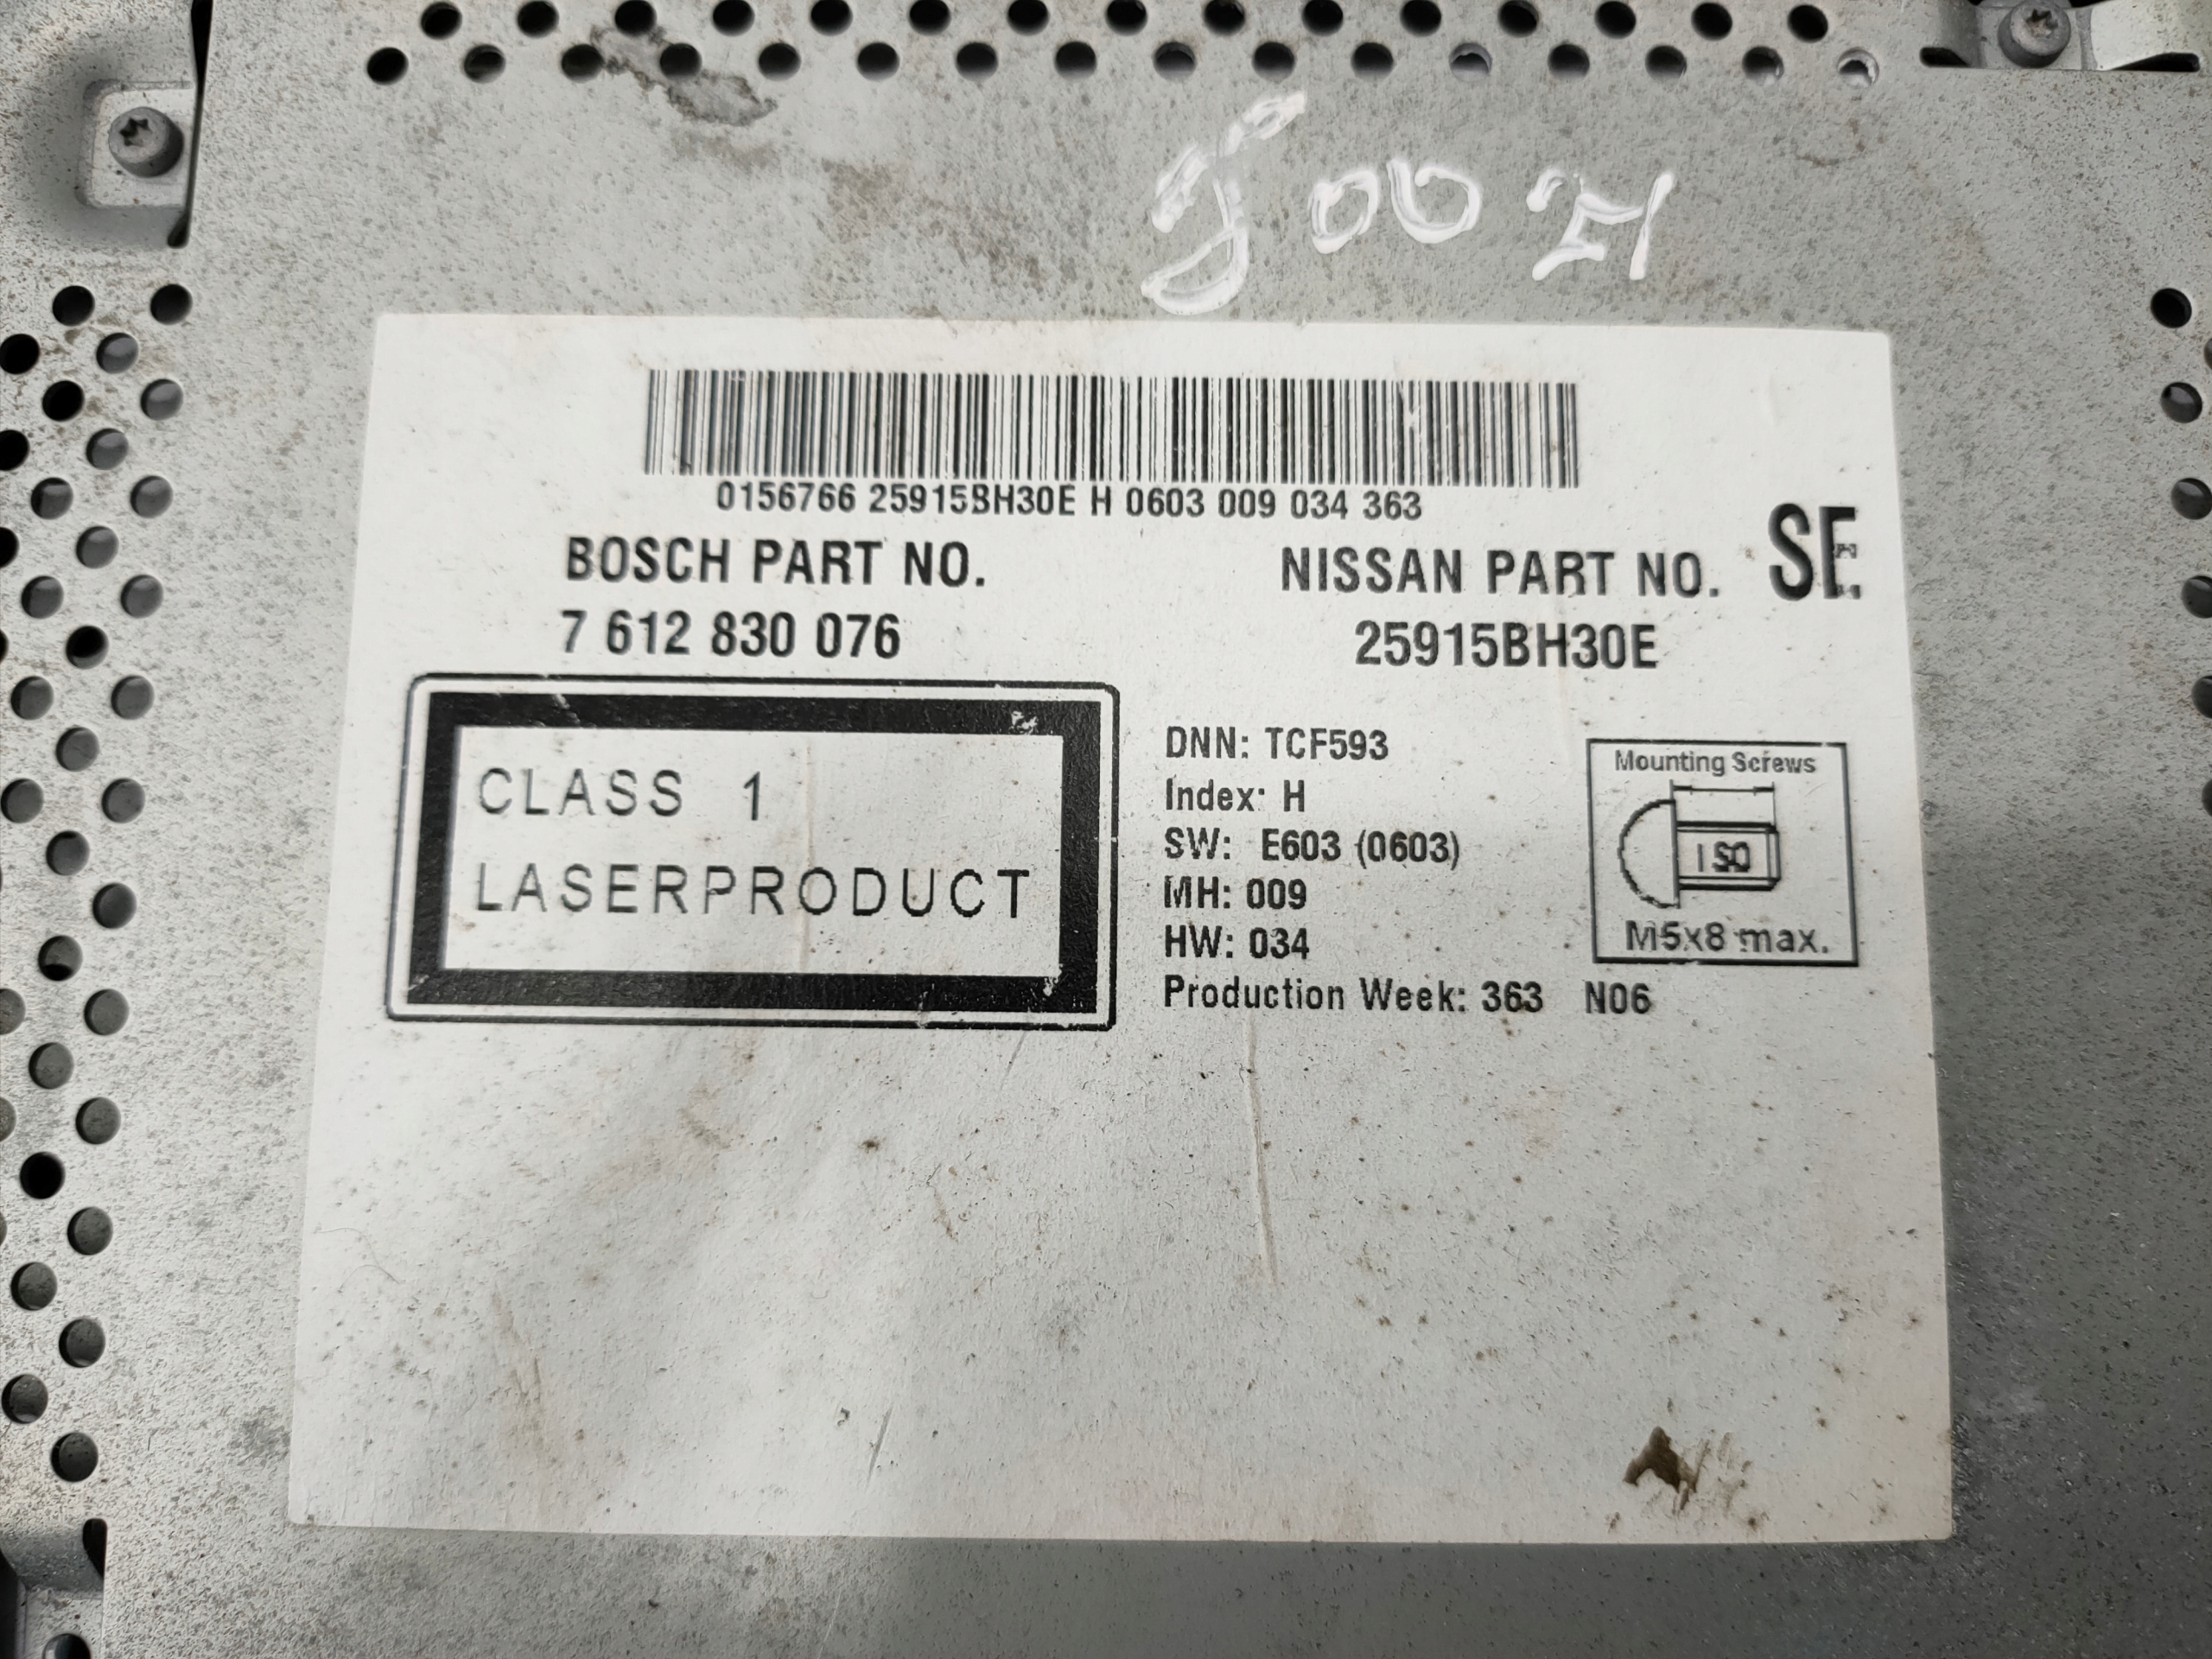 0156766 25915BH30E H 0603 009 034 363
BOSCH PART NO.
7 612 830 076
NISSAN PART NO.
25915BH30E
SE
CLASS 1
LASERPRODUCT
DNN: TCF593
Index: H
SW: E603 (0603)
MH: 009
HW: 034
Production Week: 363 N06
Mounting Screws
ISO
M5x8 max.